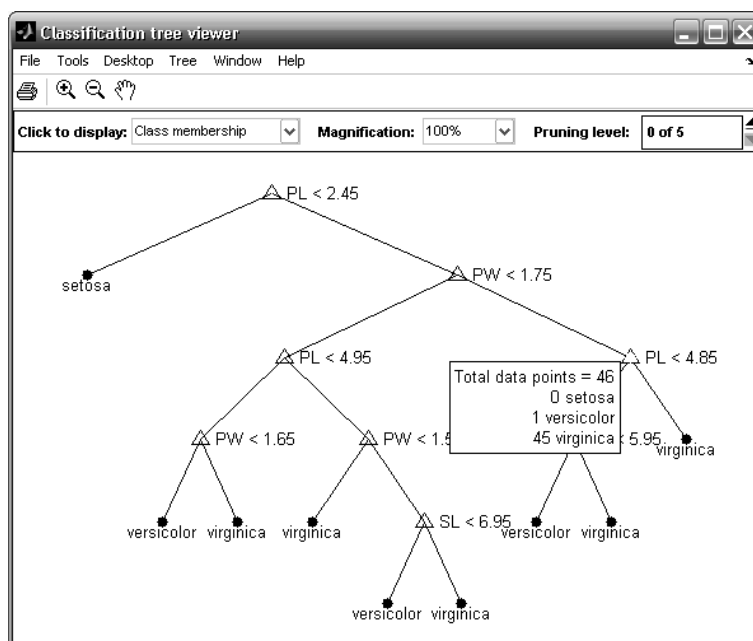 Classification tree viewer
File Tools Desktop Tree Window Help
Click to display: Class membership Magnification: 100% Pruning level: 0 of 5
PL < 2.45
setosa
PW < 1.75
PL < 4.95
PL < 4.85
Total data points = 46
0 setosa
1 versicolor
45 virginica
PW < 1.65
PW < 1.5
< 5.95
virginica
versicolor virginica
virginica
SL < 6.95
versicolor virginica
versicolor virginica